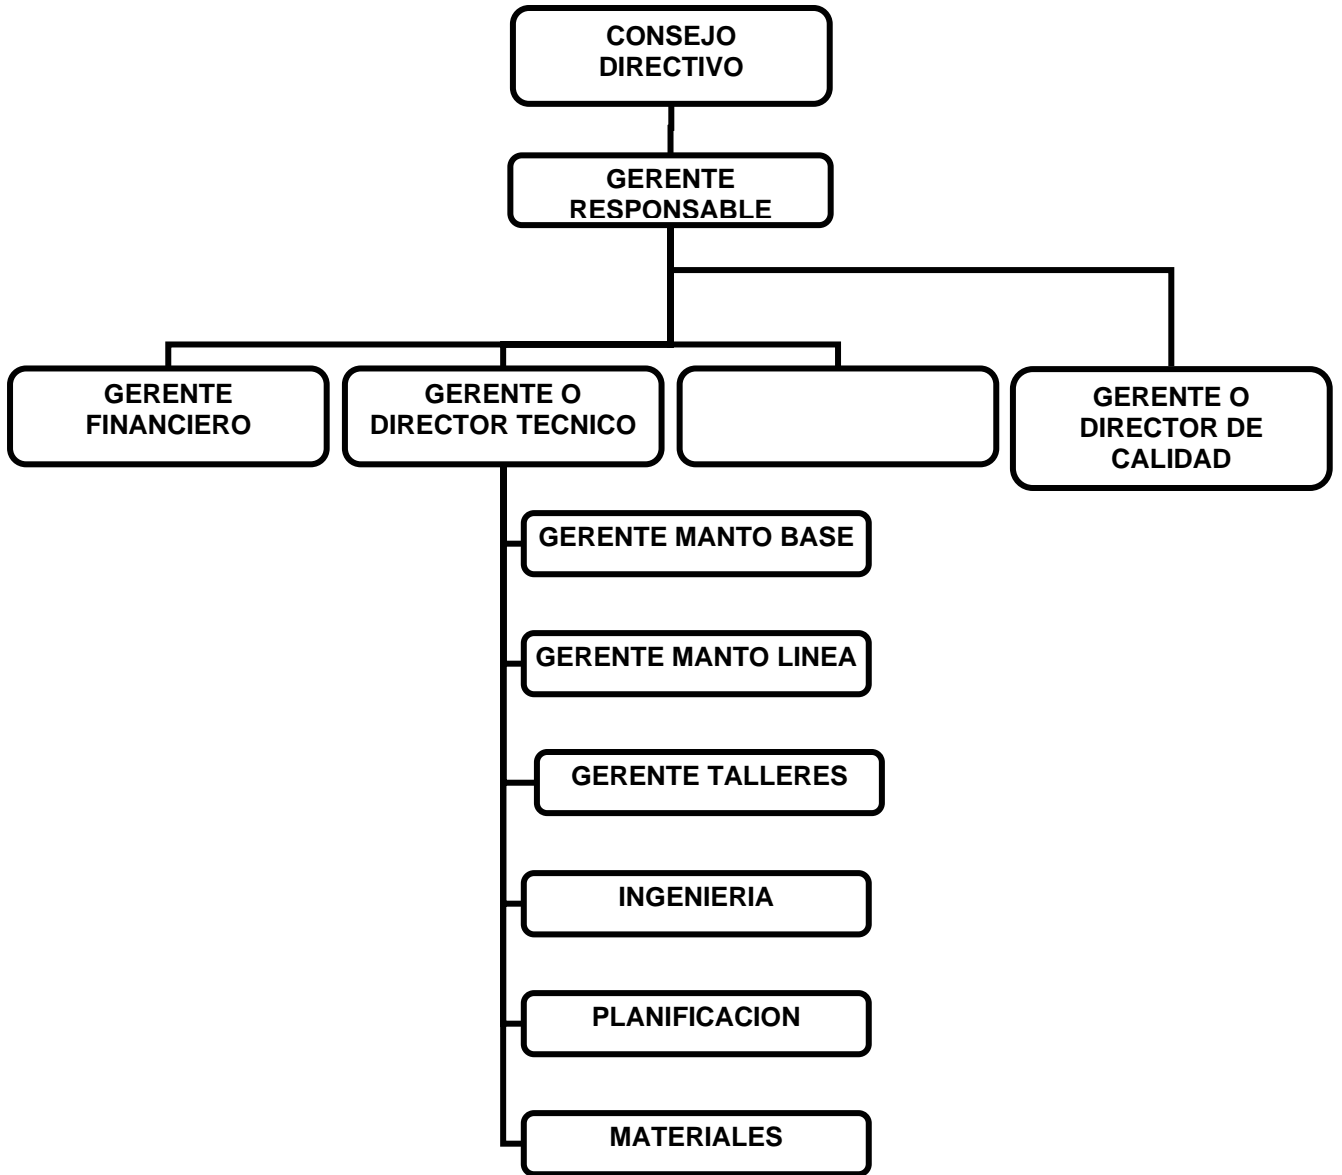 CONSEJO
DIRECTIVO
GERENTE
RESPONSABLE
GERENTE
FINANCIERO
GERENTE O
DIRECTOR TECNICO
GERENTE O
DIRECTOR DE
CALIDAD
GERENTE MANTO BASE
GERENTE MANTO LINEA
GERENTE TALLERES
INGENIERIA
PLANIFICACION
MATERIALES